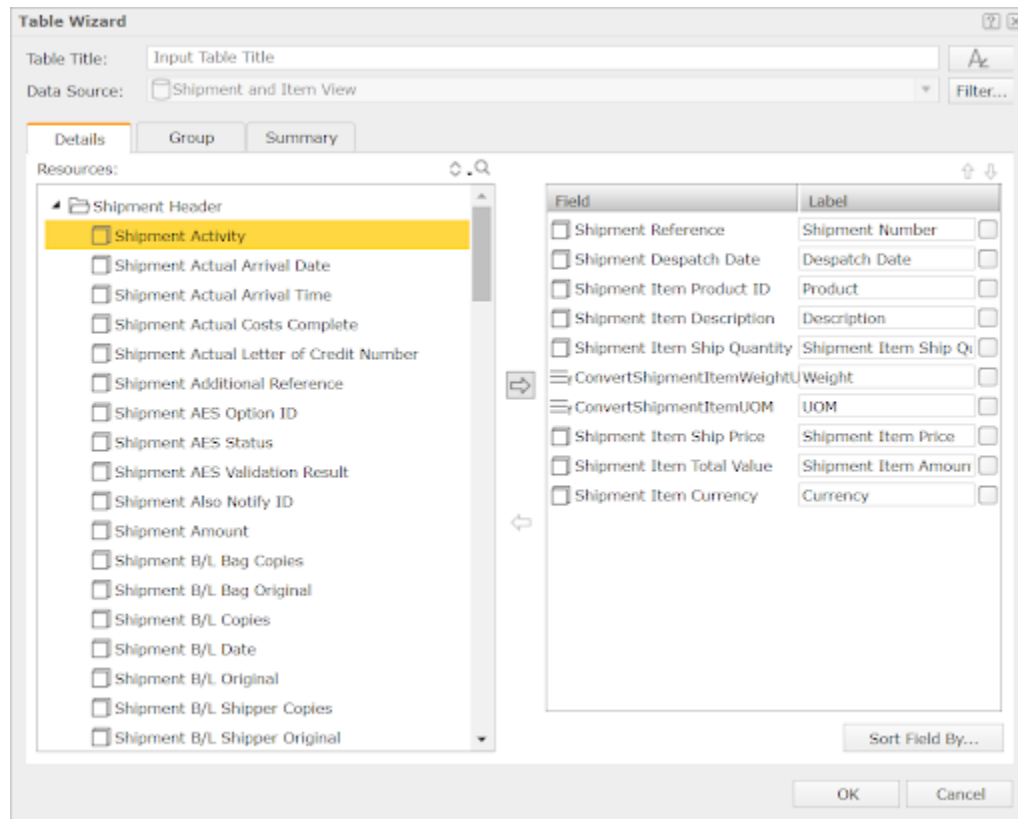 Table Wizard
Table Title: Input Table Title
Data Source: Shipment and Item View Filter...
Details Group Summary
Resources:
Shipment Header
Shipment Activity
Shipment Actual Arrival Date
Shipment Actual Arrival Time
Shipment Actual Costs Complete
Shipment Actual Letter of Credit Number
Shipment Additional Reference
Shipment AES Option ID
Shipment AES Status
Shipment AES Validation Result
Shipment Also Notify ID
Shipment Amount
Shipment B/L Bag Copies
Shipment B/L Bag Original
Shipment B/L Copies
Shipment B/L Date
Shipment B/L Original
Shipment B/L Shipper Copies
Shipment B/L Shipper Original
Field Label
Shipment Reference Shipment Number
Shipment Despatch Date Despatch Date
Shipment Item Product ID Product
Shipment Item Description Description
Shipment Item Ship Quantity Shipment Item Ship Qu
ConvertShipmentItemWeightU Weight
ConvertShipmentItemUOM UOM
Shipment Item Ship Price Shipment Item Price
Shipment Item Total Value Shipment Item Amoun
Shipment Item Currency Currency
Sort Field By...
OK Cancel